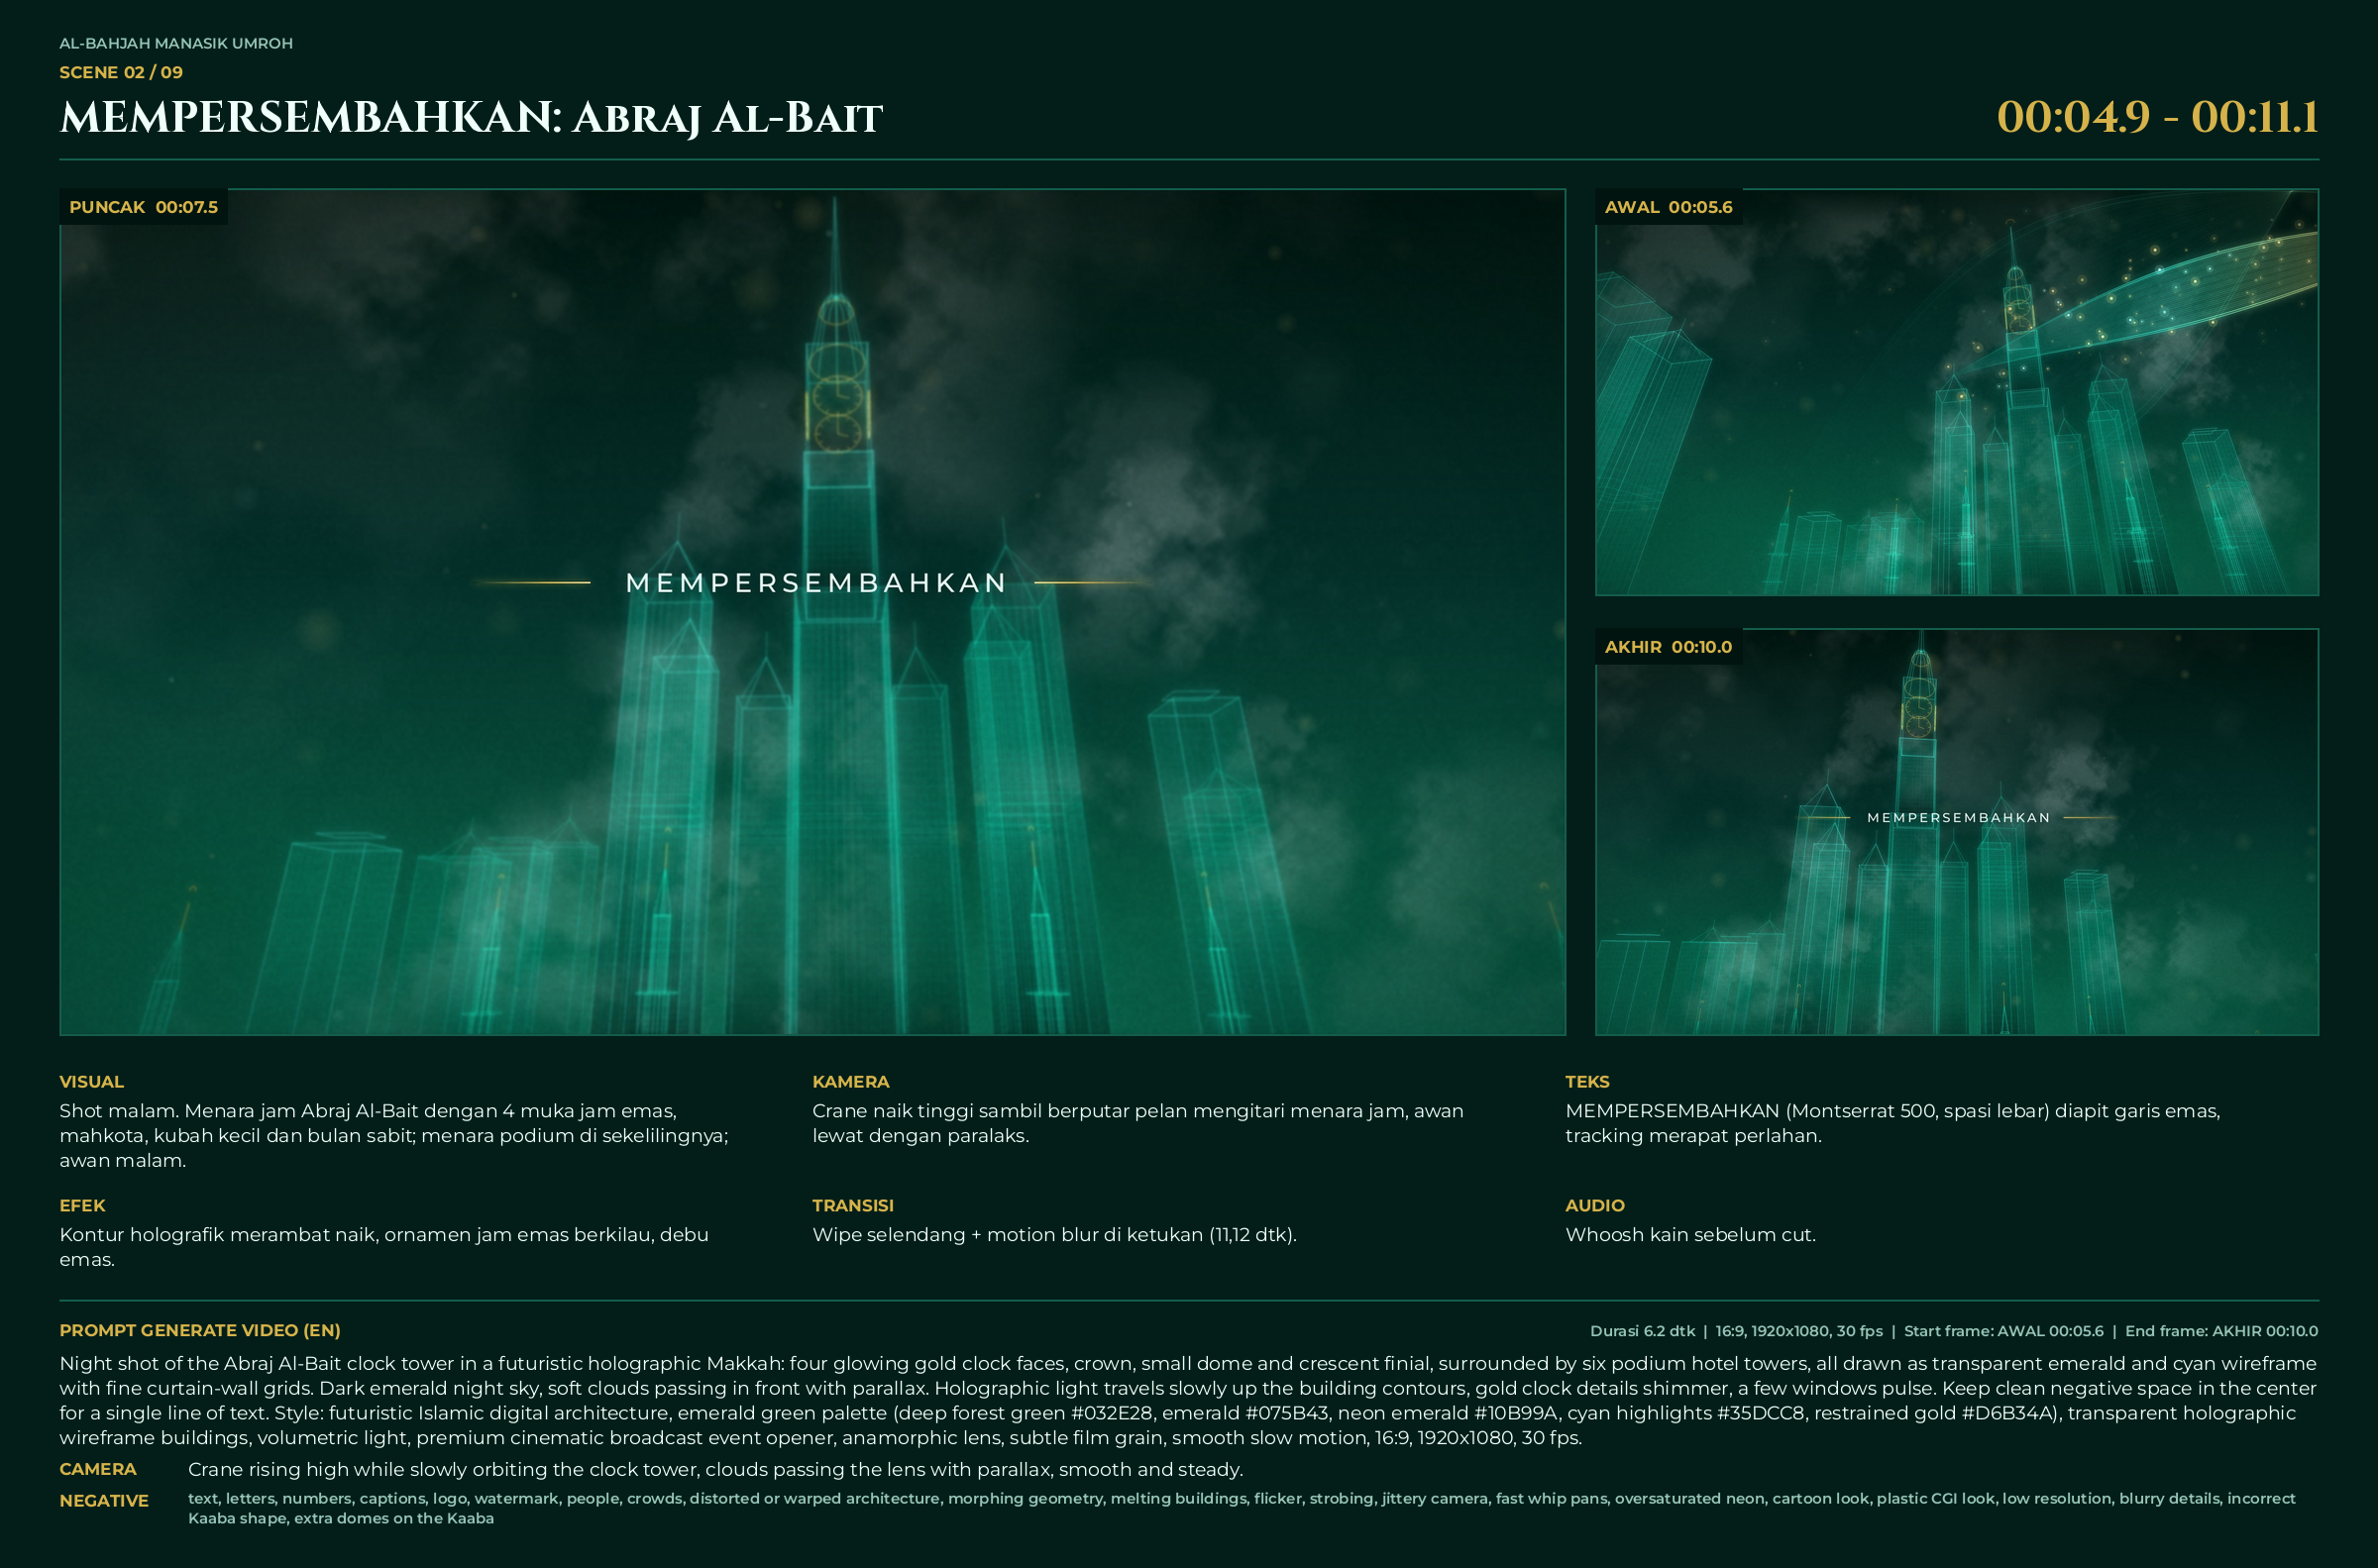 AL-BAHJAH MANASIK UMROH
SCENE 02 / 09
MEMPERSEMBAHKAN: ABRAJ AL-BAIT
00:04.9 - 00:11.1
PUNCAK 00:07.5
MEMPERSEMBAHKAN
AWAL 00:05.6
AKHIR 00:10.0
MEMPERSEMBAHKAN
VISUAL
Shot malam. Menara jam Abraj Al-Bait dengan 4 muka jam emas,
mahkota, kubah kecil dan bulan sabit; menara podium di sekelilingnya;
awan malam.
KAMERA
Crane naik tinggi sambil berputar pelan mengitari menara jam, awan
lewat dengan paralaks.
TEKS
MEMPERSEMBAHKAN (Montserrat 500, spasi lebar) diapit garis emas,
tracking merapat perlahan.
EFEK
Kontur holografik merambat naik, ornamen jam emas berkilau, debu
emas.
TRANSISI
Wipe selendang + motion blur di ketukan (11,12 dtk).
AUDIO
Whoosh kain sebelum cut.
PROMPT GENERATE VIDEO (EN)
Durasi 6.2 dtk | 16:9, 1920x1080, 30 fps | Start frame: AWAL 00:05.6 | End frame: AKHIR 00:10.0
Night shot of the Abraj Al-Bait clock tower in a futuristic holographic Makkah: four glowing gold clock faces, crown, small dome and crescent finial, surrounded by six podium hotel towers, all drawn as transparent emerald and cyan wireframe
with fine curtain-wall grids. Dark emerald night sky, soft clouds passing in front with parallax. Holographic light travels slowly up the building contours, gold clock details shimmer, a few windows pulse. Keep clean negative space in the center
for a single line of text. Style: futuristic Islamic digital architecture, emerald green palette (deep forest green #032E28, emerald #075B43, neon emerald #10B99A, cyan highlights #35DCC8, restrained gold #D6B34A), transparent holographic
wireframe buildings, volumetric light, premium cinematic broadcast event opener, anamorphic lens, subtle film grain, smooth slow motion, 16:9, 1920x1080, 30 fps.
CAMERA Crane rising high while slowly orbiting the clock tower, clouds passing the lens with parallax, smooth and steady.
NEGATIVE text, letters, numbers, captions, logo, watermark, people, crowds, distorted or warped architecture, morphing geometry, melting buildings, flicker, strobing, jittery camera, fast whip pans, oversaturated neon, cartoon look, plastic CGI look, low resolution, blurry details, incorrect
Kaaba shape, extra domes on the Kaaba